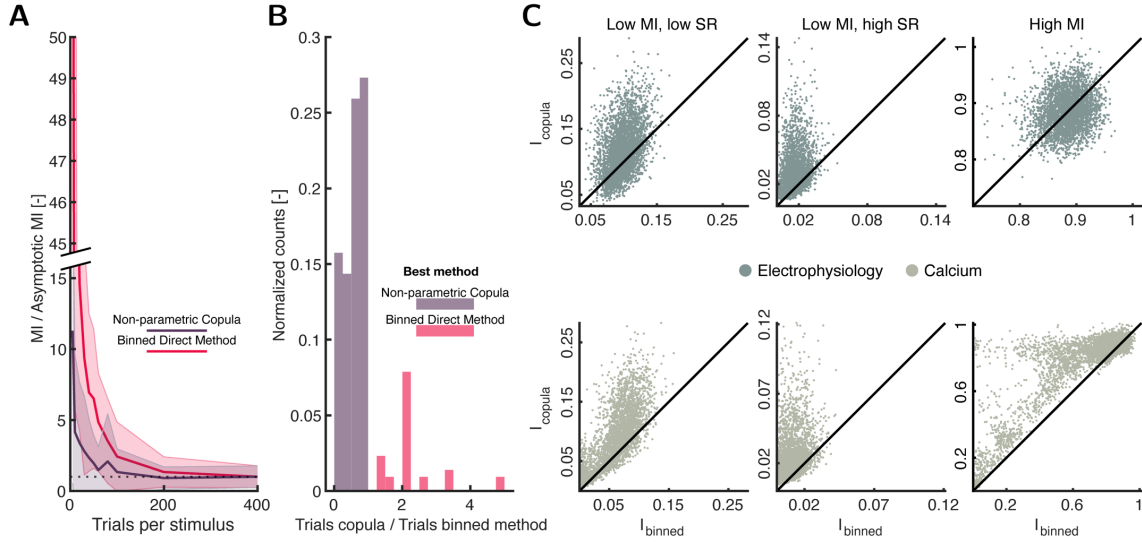 A
MI / Asymptotic MI [-]
50
49
48
47
46
45
15
10
5
0
Non-parametric Copula
Binned Direct Method
0
100
200
300
400
Trials per stimulus
B
Normalized counts [-]
0.3
0.25
0.2
0.15
0.1
0.05
0
Best method
Non-parametric Copula
Binned Direct Method
0
2
4
Trials copula / Trials binned method
C
Low MI, low SR
Low MI, high SR
High MI
I copula
0.25
0.15
0.05
0.05
0.15
0.25
0.14
0.08
0.02
0.02
0.08
0.14
1
0.9
0.8
0.8
0.9
1
Electrophysiology
Calcium
I copula
0.25
0.15
0.05
0.05
0.15
0.25
I binned
0.12
0.07
0.02
0.02
0.07
0.12
I binned
1
0.6
0.2
0.2
0.6
1
I binned